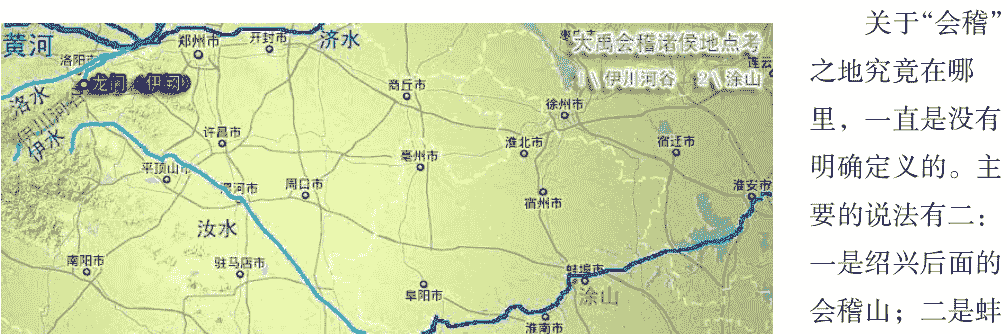 黄河
郑州市
开封市
济水
大禹会稽诸侯地点考
洛阳市
1\ 伊川河谷 2\ 涂山
龙门（伊阙）
商丘市
洛水
伊川河谷
徐州市
伊水
许昌市
淮北市
宿迁市
平顶山市
亳州市
漯河市
周口市
淮安市
宿州市
汝水
南阳市
驻马店市
蚌埠市
涂山
阜阳市
淮南市
关于“会稽”
之地究竟在哪
里，一直是没有
明确定义的。主
要的说法有二：
一是绍兴后面的
会稽山；二是蚌